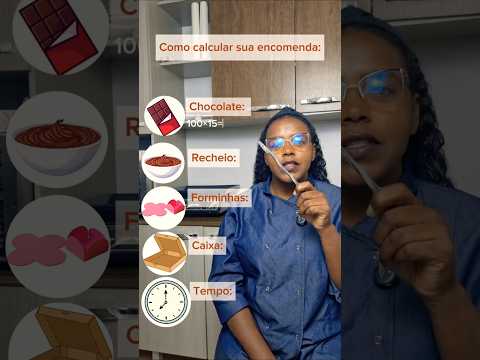 Como calcular sua encomenda:
Chocolate:
100×15=
Recheio:
Forminhas:
Caixa:
Tempo: